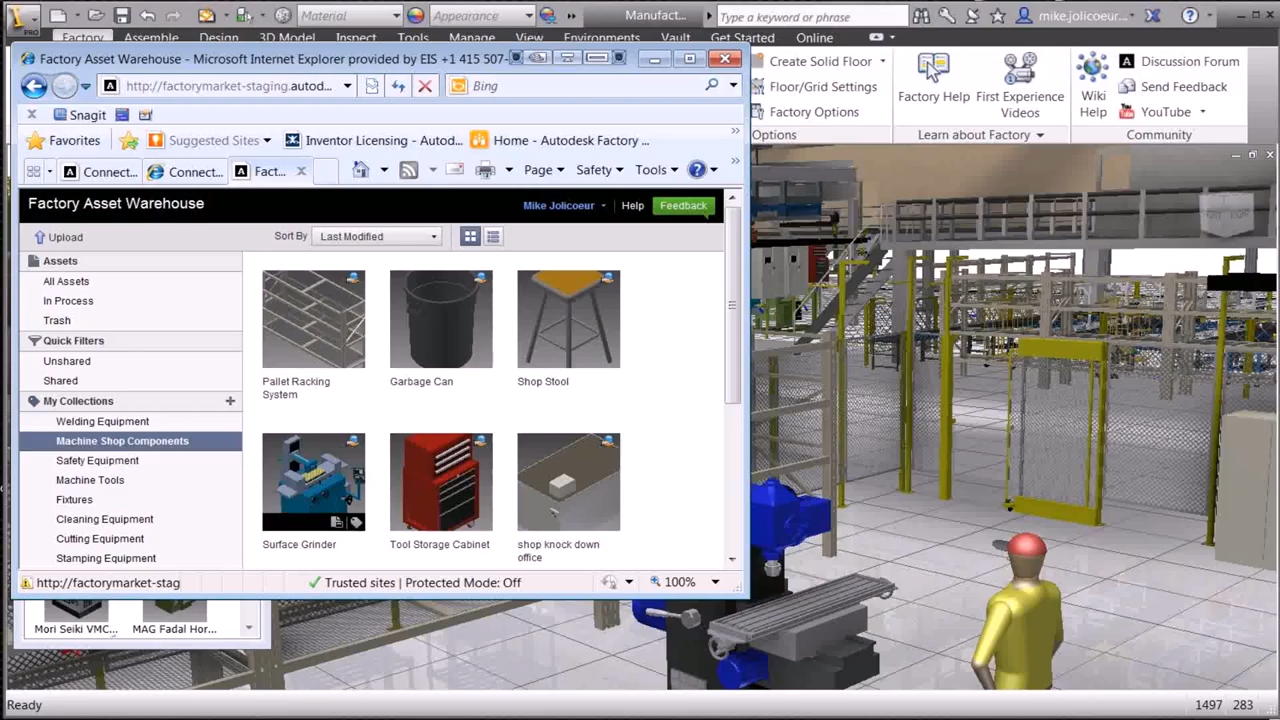 PRO
Material
Appearance
Manufact...
Type a keyword or phrase
mike.jolicoeur...
Factory Assemble Design 3D Model Inspect Tools Manage View Environments Vault Get Started Online
Factory Asset Warehouse - Microsoft Internet Explorer provided by EIS +1 415 507-
http://factorymarket-staging.autod...
Bing
Snagit
Favorites
Suggested Sites
Inventor Licensing - Autod...
Home - Autodesk Factory ...
Connect...
Connect...
Fact...
Page
Safety
Tools
Create Solid Floor
Floor/Grid Settings
Factory Options
Options
Factory Help
First Experience
Videos
Learn about Factory
Wiki
Help
Discussion Forum
Send Feedback
YouTube
Community
Factory Asset Warehouse
Mike Jolicoeur
Help
Feedback
Upload
Sort By
Last Modified
Assets
All Assets
In Process
Trash
Quick Filters
Unshared
Shared
My Collections
Welding Equipment
Machine Shop Components
Safety Equipment
Machine Tools
Fixtures
Cleaning Equipment
Cutting Equipment
Stamping Equipment
Pallet Racking
System
Garbage Can
Shop Stool
Surface Grinder
Tool Storage Cabinet
shop knock down
office
http://factorymarket-stag
Trusted sites | Protected Mode: Off
100%
Mori Seiki VMC...
MAG Fadal Hor...
Ready
1497 283